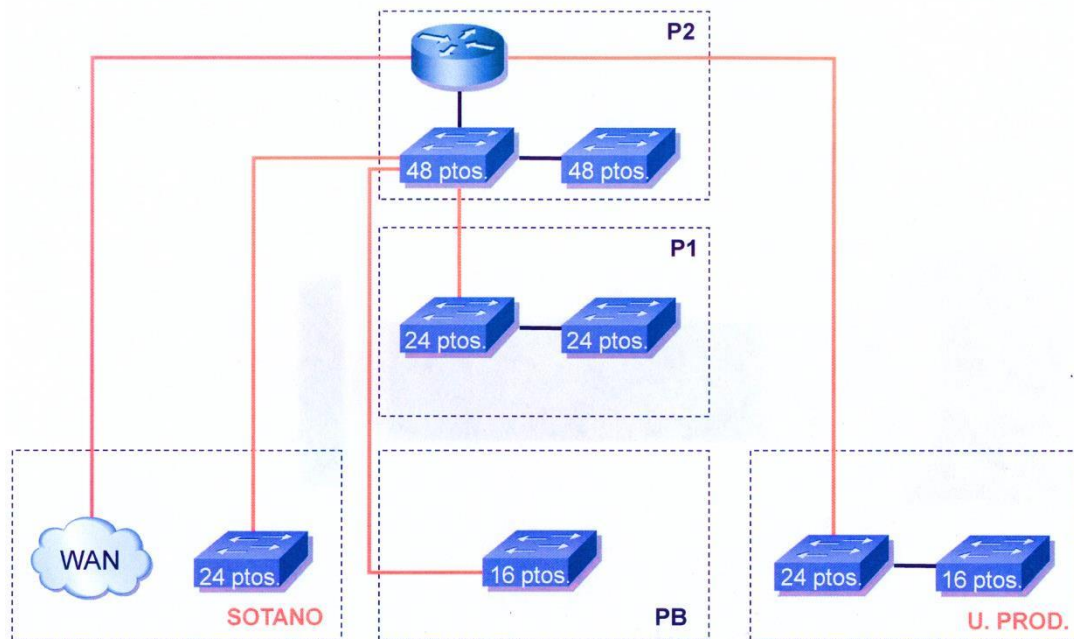 P2
48 ptos.
48 ptos.
P1
24 ptos.
24 ptos.
WAN
24 ptos.
SOTANO
16 ptos.
PB
24 ptos.
16 ptos.
U. PROD.